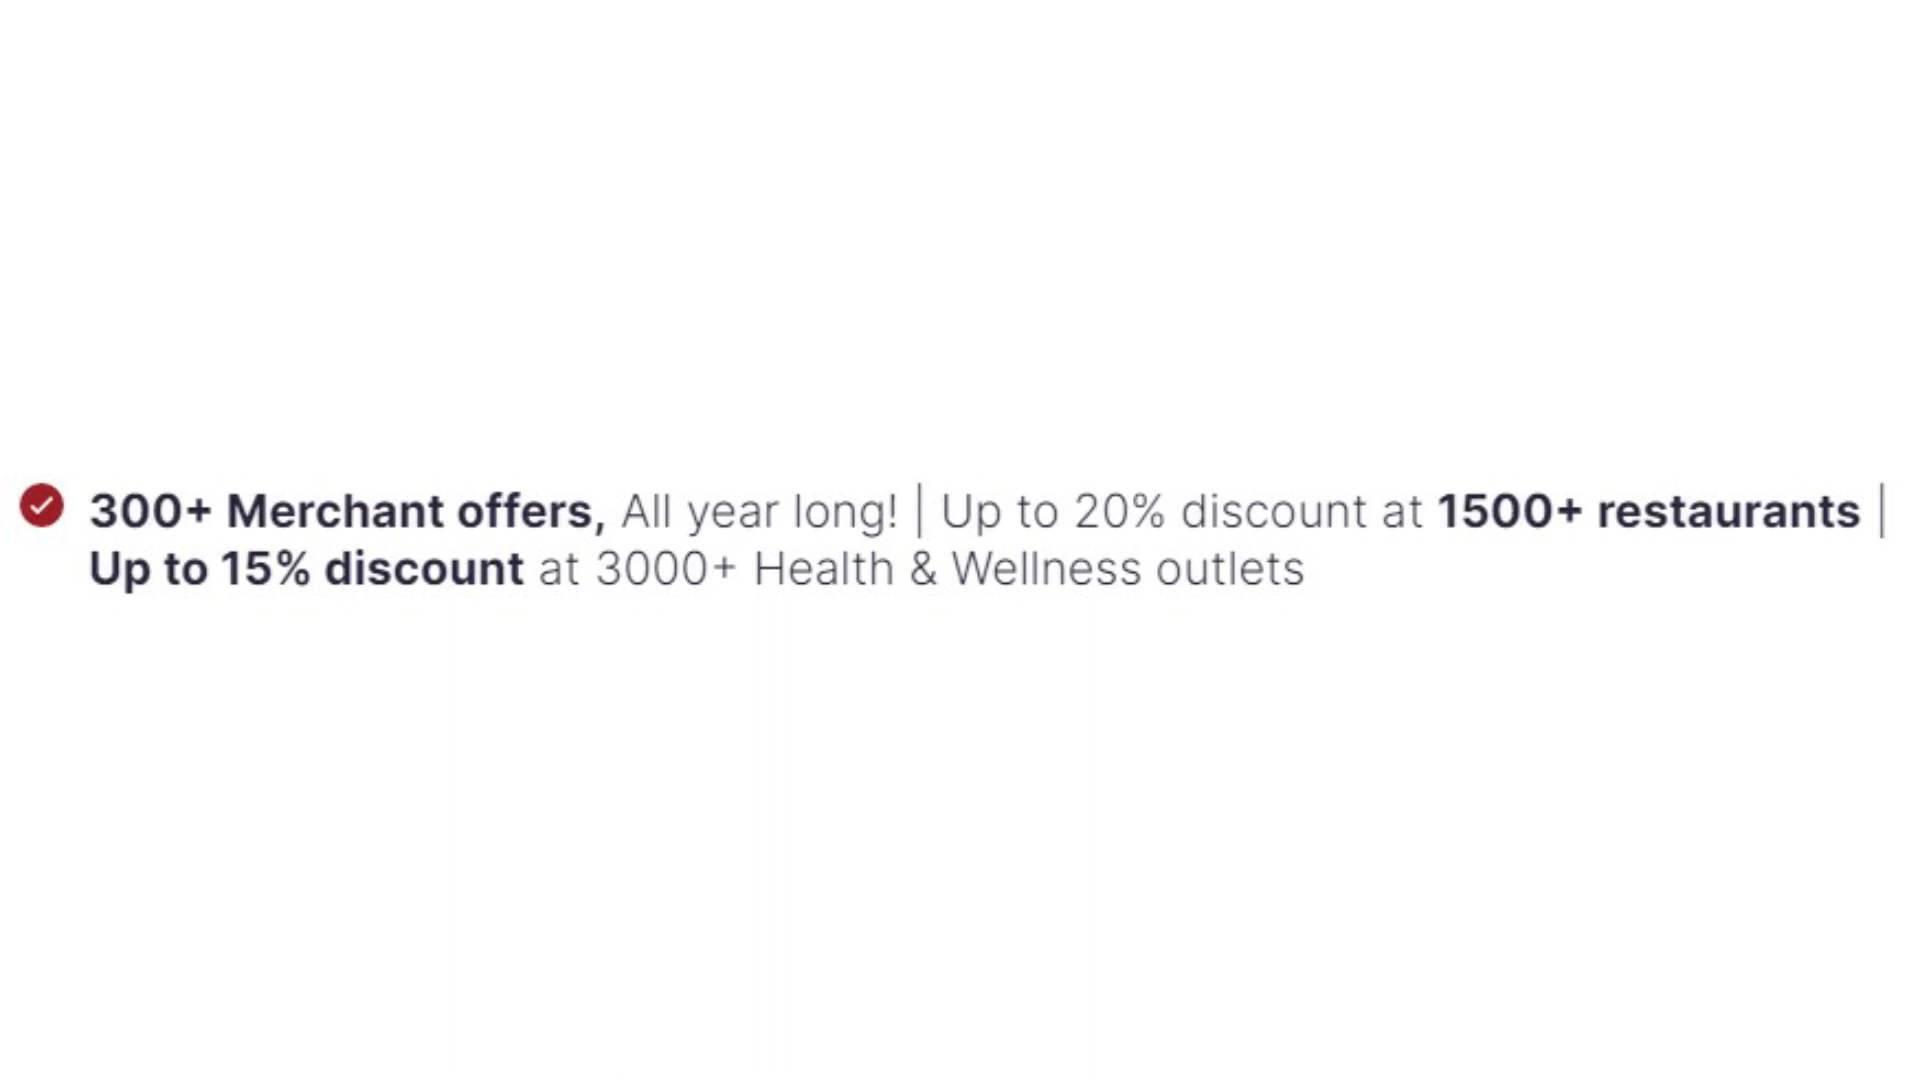 300+ Merchant offers, All year long! | Up to 20% discount at 1500+ restaurants |
Up to 15% discount at 3000+ Health & Wellness outlets